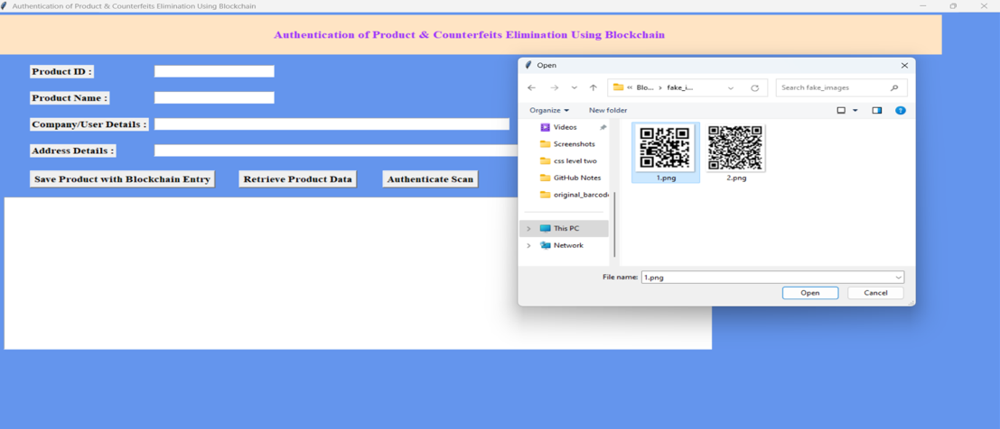 Authentication of Product & Counterfeits Elimination Using Blockchain
Authentication of Product & Counterfeits Elimination Using Blockchain
Product ID :
Product Name :
Company/User Details :
Address Details :
Save Product with Blockchain Entry
Retrieve Product Data
Authenticate Scan
Open
« Blo... > fake_i...
Search fake_images
Organize
New folder
Videos
Screenshots
css level two
GitHub Notes
original_barcode
This PC
Network
1.png
2.png
File name: 1.png
Open
Cancel